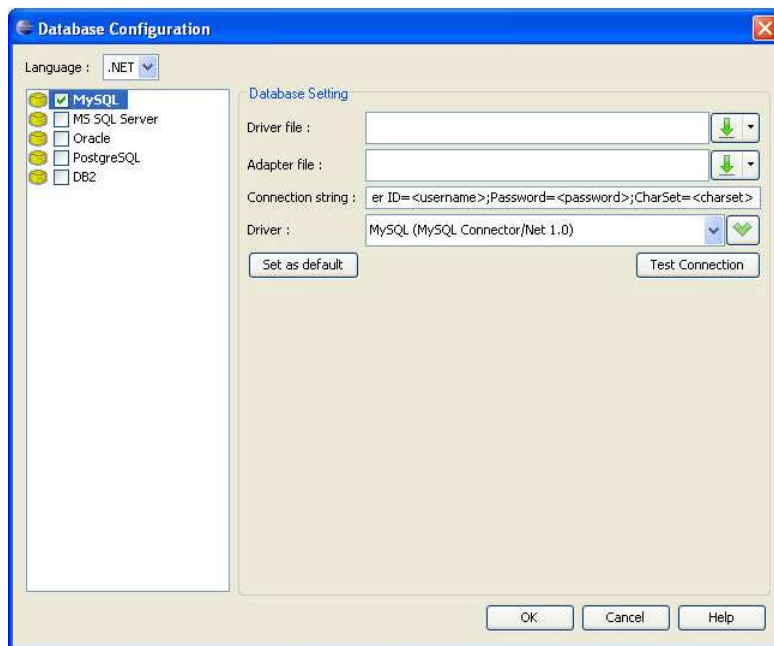 Database Configuration
Language : .NET
MySQL
MS SQL Server
Oracle
PostgreSQL
DB2
Database Setting
Driver file :
Adapter file :
Connection string : er ID=<username>;Password=<password>;CharSet=<charset>
Driver : MySQL (MySQL Connector/Net 1.0)
Set as default Test Connection
OK Cancel Help